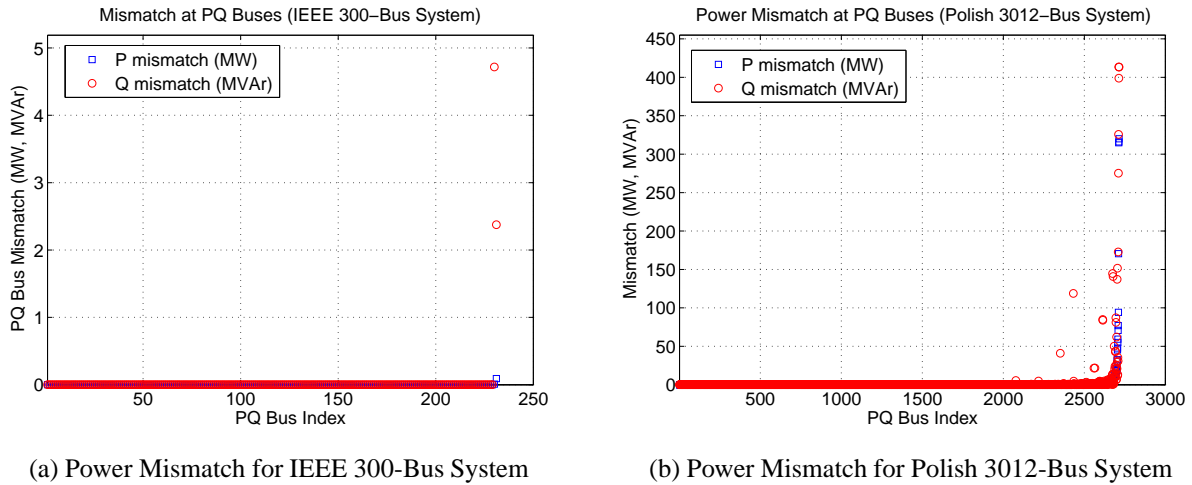 Mismatch at PQ Buses (IEEE 300−Bus System)
P mismatch (MW)
Q mismatch (MVAr)
PQ Bus Mismatch (MW, MVAr)
5
4
3
2
1
0
50
100
150
200
250
PQ Bus Index
(a) Power Mismatch for IEEE 300-Bus System
Power Mismatch at PQ Buses (Polish 3012−Bus System)
P mismatch (MW)
Q mismatch (MVAr)
Mismatch (MW, MVAr)
450
400
350
300
250
200
150
100
50
0
500
1000
1500
2000
2500
3000
PQ Bus Index
(b) Power Mismatch for Polish 3012-Bus System